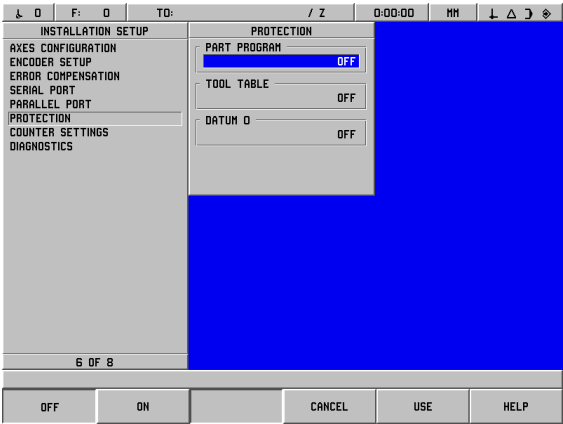 0 F: 0 T0: / Z 0:00:00 MM
INSTALLATION SETUP
AXES CONFIGURATION
ENCODER SETUP
ERROR COMPENSATION
SERIAL PORT
PARALLEL PORT
PROTECTION
COUNTER SETTINGS
DIAGNOSTICS
6 OF 8
PROTECTION
PART PROGRAM
OFF
TOOL TABLE
OFF
DATUM 0
OFF
OFF ON CANCEL USE HELP